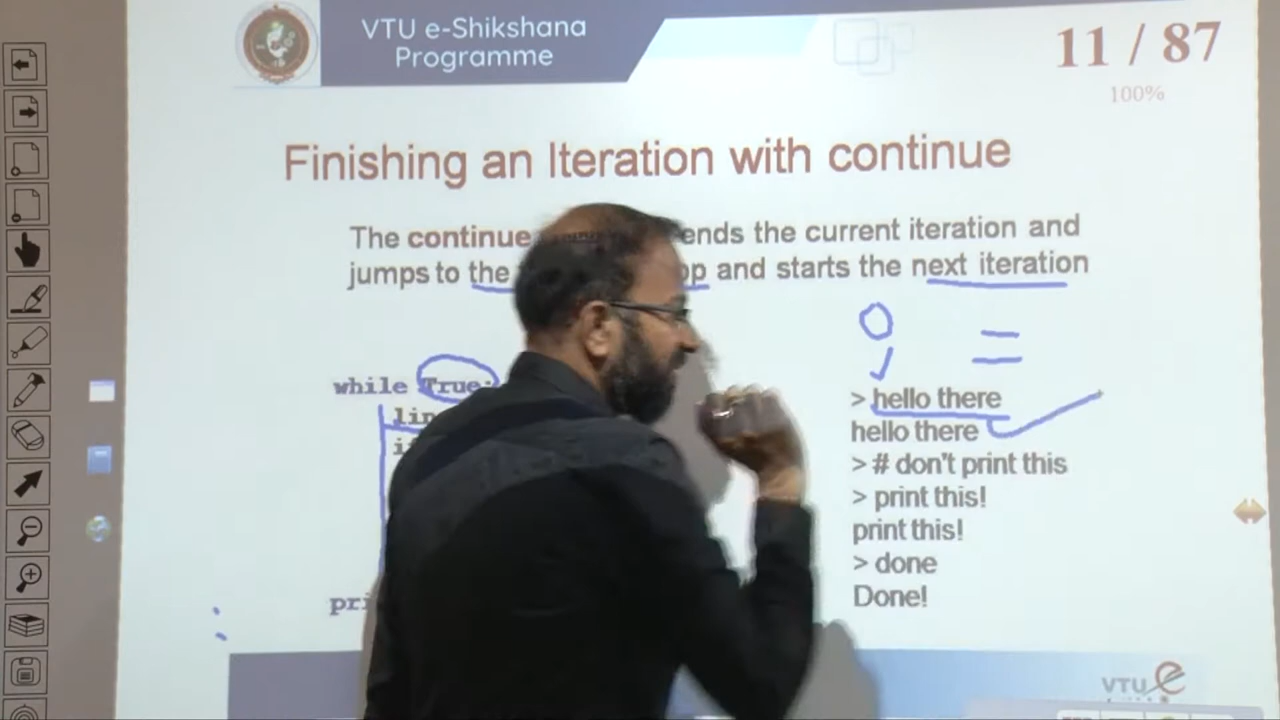 VTU e-Shikshana
Programme
11 / 87
100%
Finishing an Iteration with continue
The continue ends the current iteration and
jumps to the and starts the next iteration
while True:
> hello there
hello there
> # don't print this
> print this!
print this!
> done
Done!
VTU e